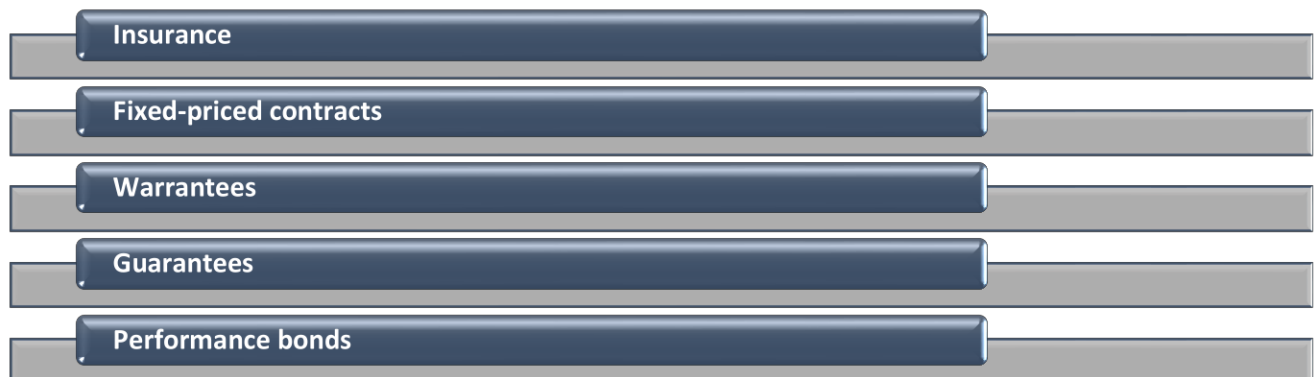 Insurance
Fixed-priced contracts
Warrantees
Guarantees
Performance bonds